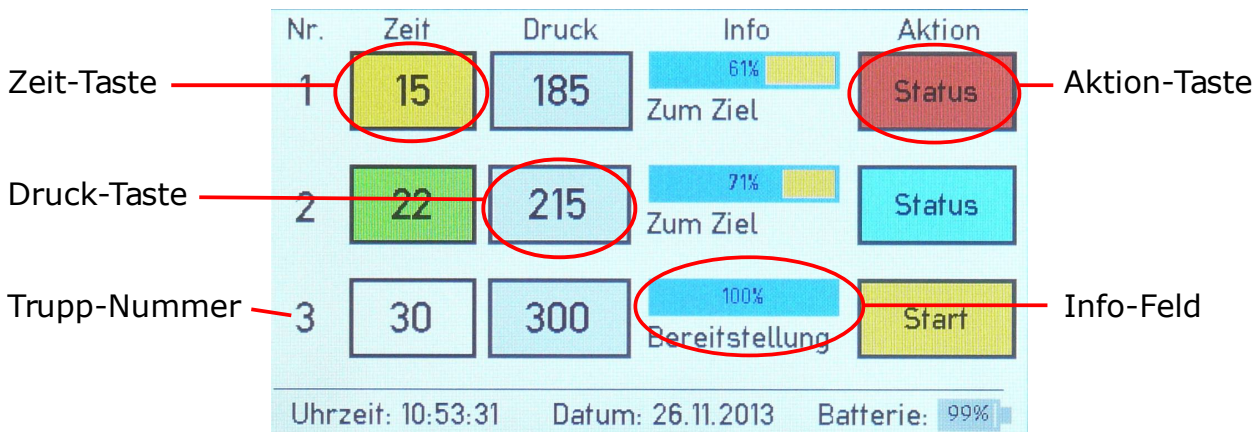 Nr. Zeit Druck Info Aktion
Zeit-Taste 1 15 185 61% Status Aktion-Taste
Zum Ziel
Druck-Taste 2 22 215 71% Status
Zum Ziel
Trupp-Nummer 3 30 300 100% Start Info-Feld
Bereitstellung
Uhrzeit: 10:53:31 Datum: 26.11.2013 Batterie: 99%